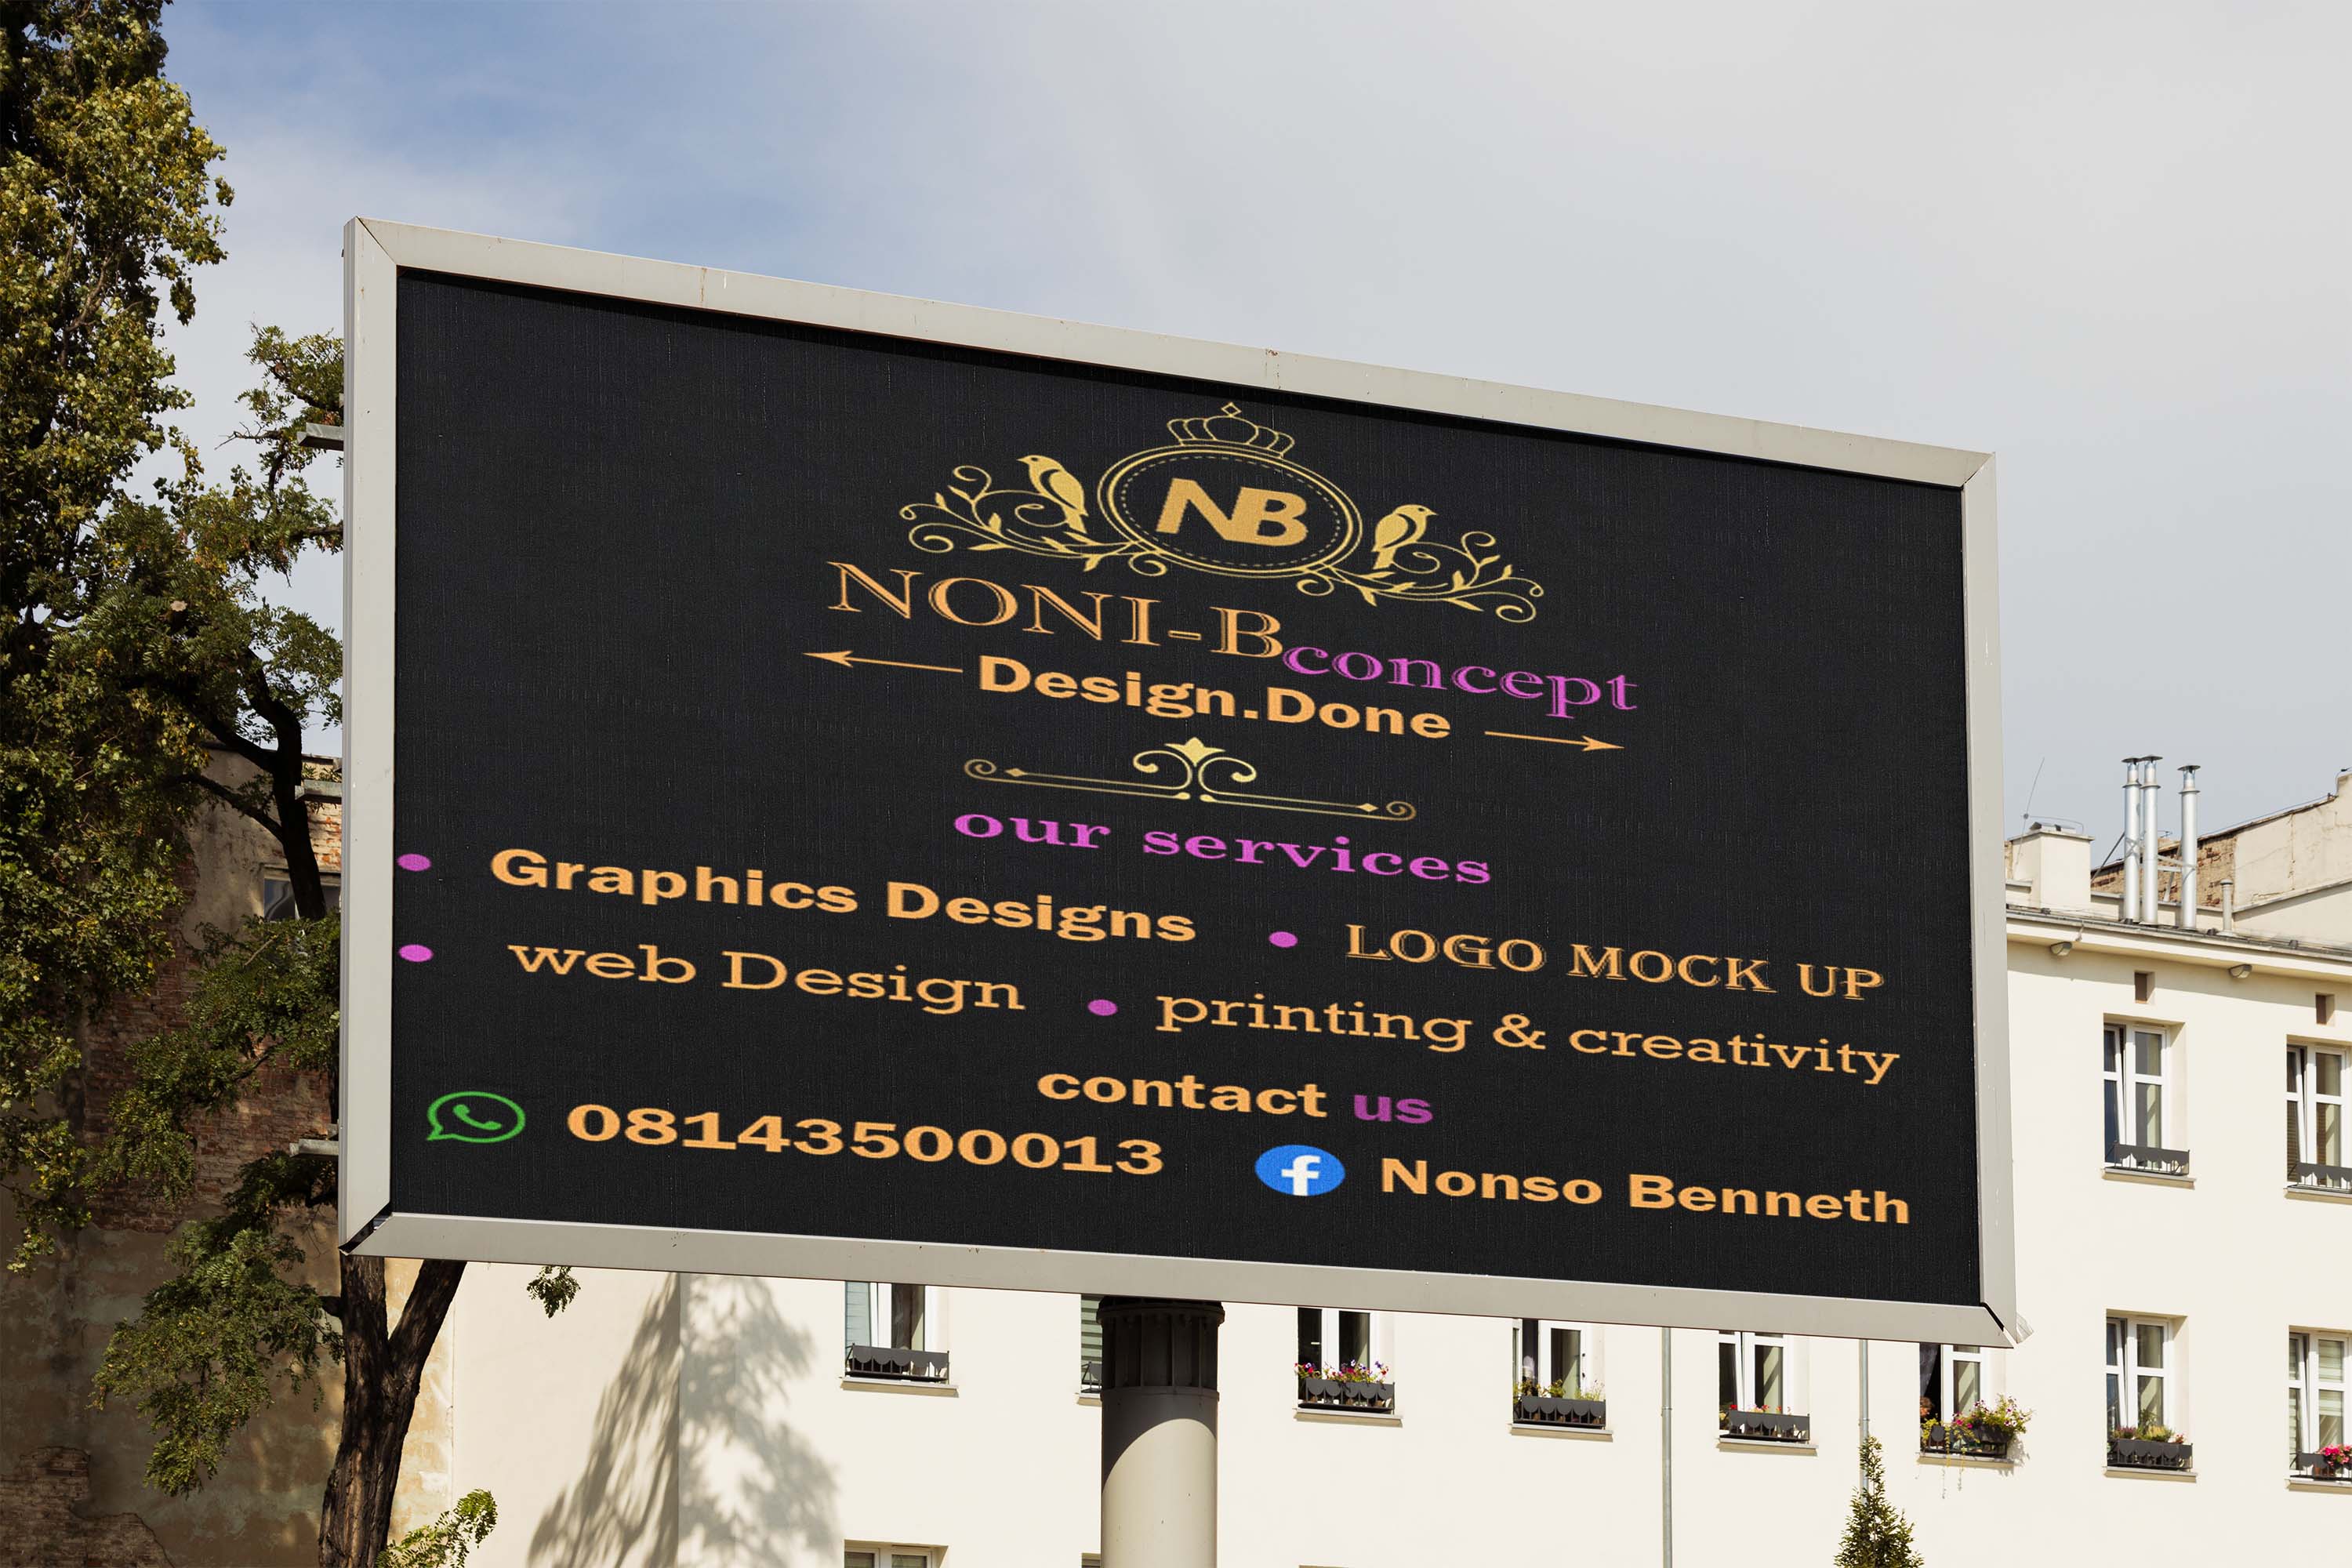 NB
NONI-Bconcept
Design.Done
our services
• Graphics Designs • LOGO MOCK UP
• web Design • printing & creativity
contact us
08143500013 f Nonso Benneth